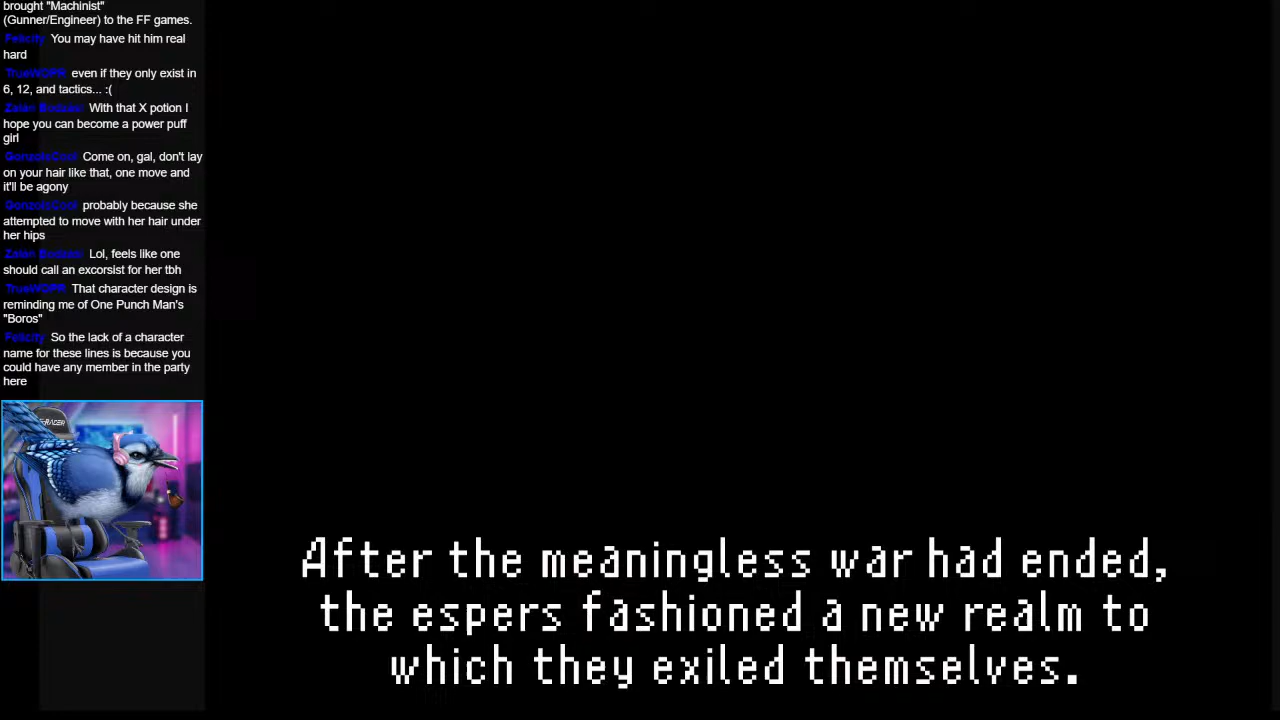 brought "Machinist"
(Gunner/Engineer) to the FF games.
Felicity You may have hit him real
hard
TrueWOPR even if they only exist in
6, 12, and tactics... :(
With that X potion I
hope you can become a power puff
girl
GonzoIsCool Come on, gal, don't lay
on your hair like that, one move and
it'll be agony
GonzoIsCool probably because she
attempted to move with her hair under
her hips
Lol, feels like one
should call an excorsist for her tbh
TrueWOPR That character design is
reminding me of One Punch Man's
"Boros"
Felicity So the lack of a character
name for these lines is because you
could have any member in the party
here
After the meaningless war had ended,
the espers fashioned a new realm to
which they exiled themselves.